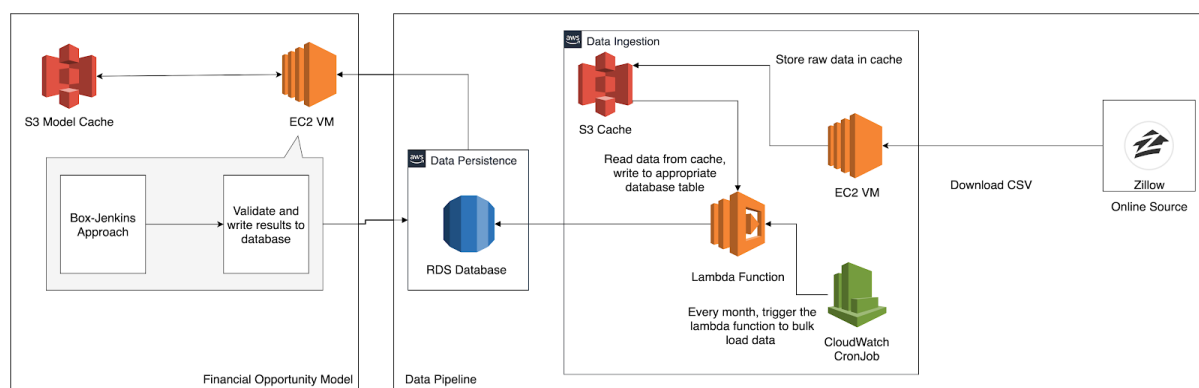 S3 Model Cache
EC2 VM
Box-Jenkins
Approach
Validate and
write results to
database
Financial Opportunity Model
aws
Data Persistence
RDS Database
Data Pipeline
aws
Data Ingestion
S3 Cache
Store raw data in cache
Read data from cache,
write to appropriate
database table
EC2 VM
Lambda Function
Every month, trigger the
lambda function to bulk
load data
CloudWatch
CronJob
Download CSV
Zillow
Online Source